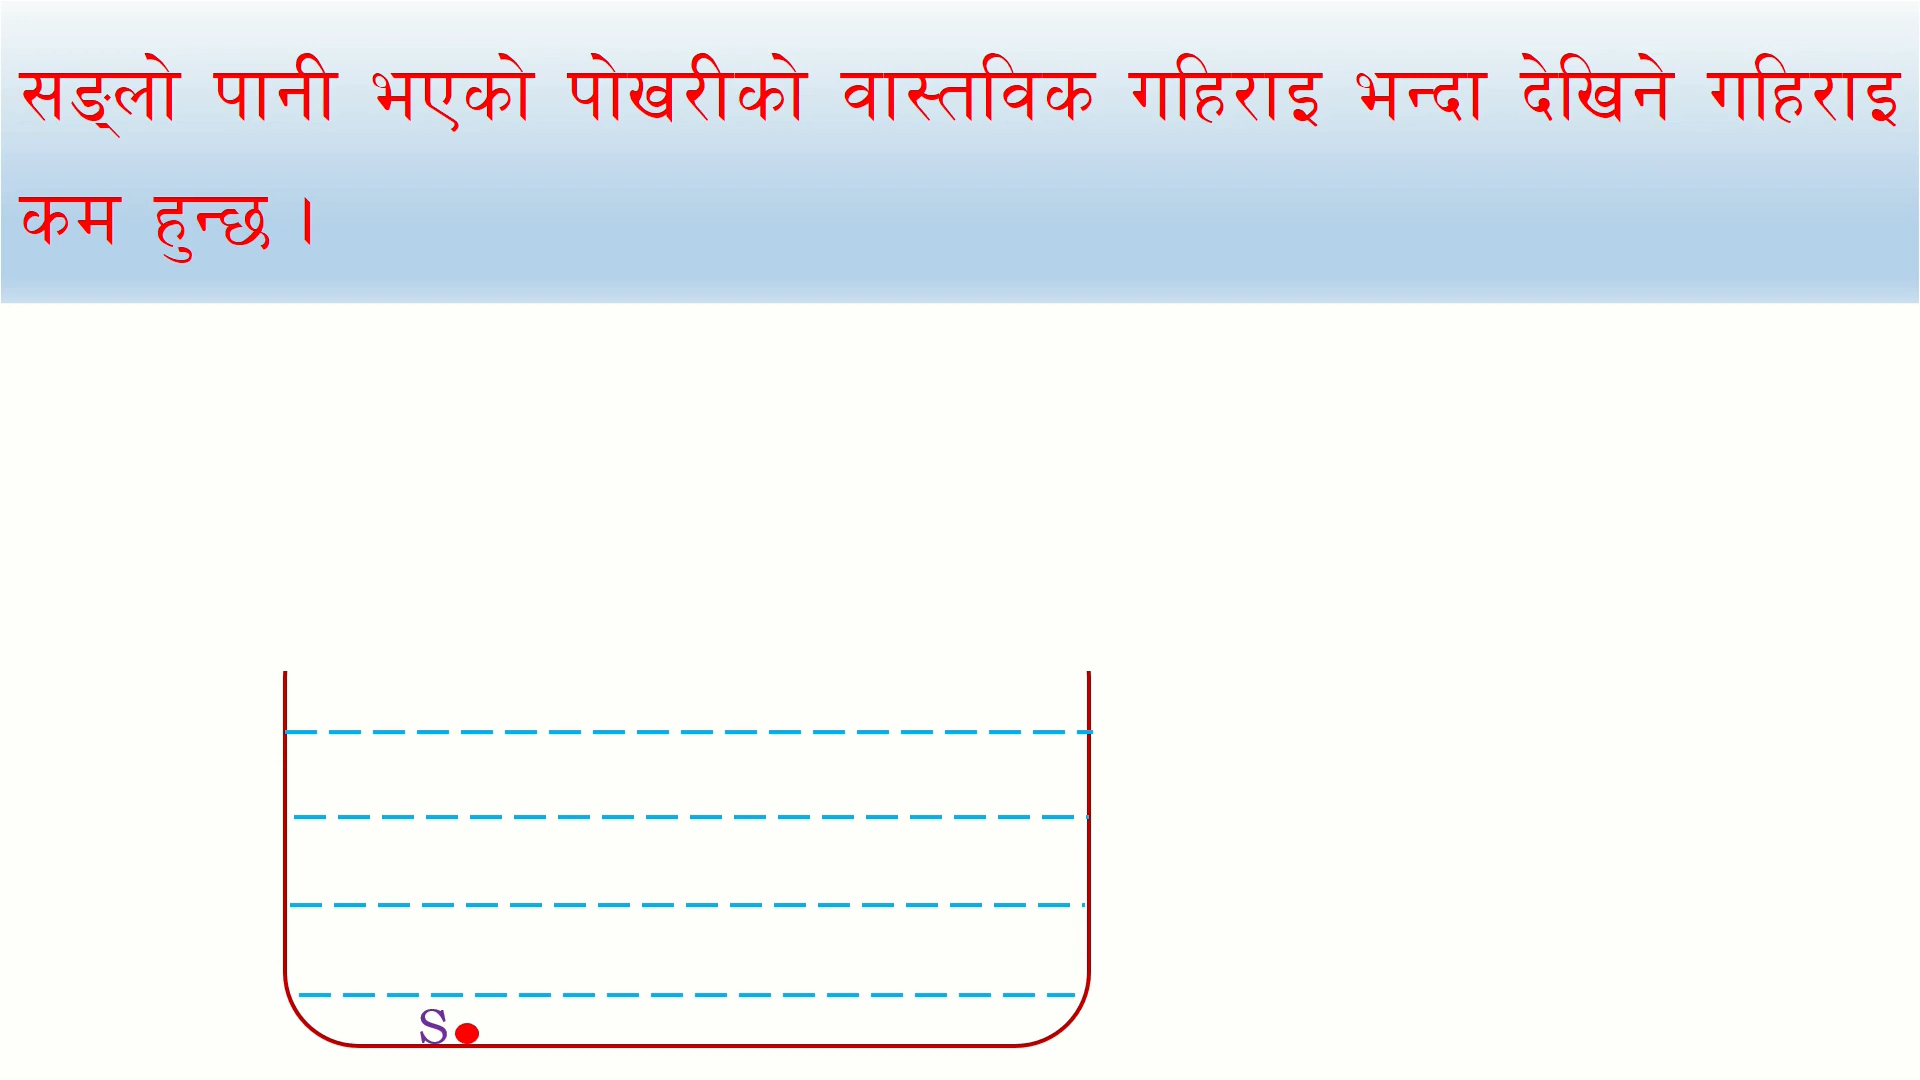 सङ्लो पानी भएको पोखरीको वास्तविक गहिराइ भन्दा देखिने गहिराइ
कम हुन्छ ।
S